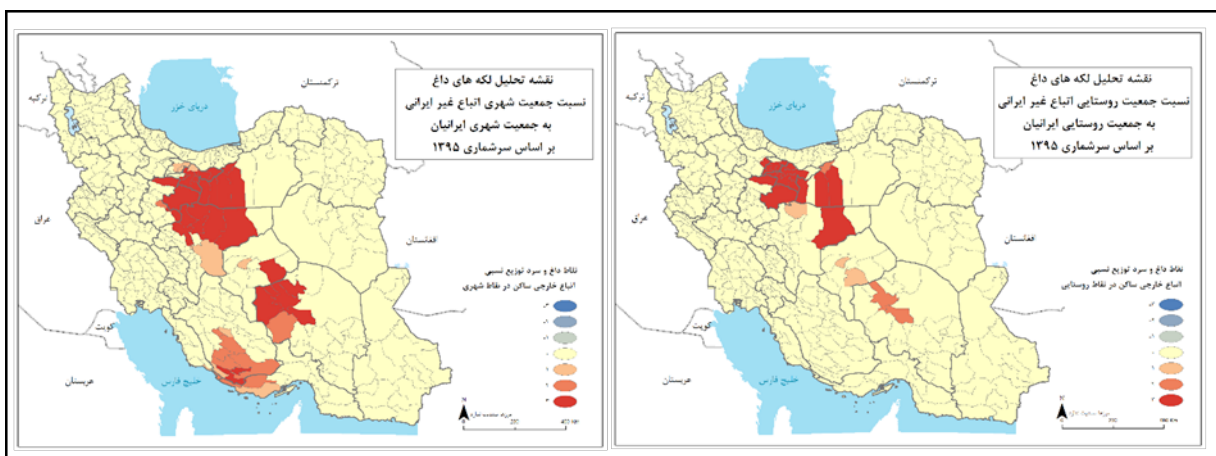 نقشه تحلیل لکه های داغ
نسبت جمعیت شهری اتباع غیر ایرانی
به جمعیت شهری ایرانیان
بر اساس سرشماری ۱۳۹۵
ترکمنستان
ترکیه
دریای خزر
عراق
افغانستان
کویت
عربستان
خلیج فارس
نقاط داغ و سرد توزیع نسبی
اتباع خارجی ساکن در نقاط شهری
N
نقشه تحلیل لکه های داغ
نسبت جمعیت روستایی اتباع غیر ایرانی
به جمعیت روستایی ایرانیان
بر اساس سرشماری ۱۳۹۵
ترکمنستان
ترکیه
دریای خزر
عراق
افغانستان
کویت
عربستان
خلیج فارس
نقاط داغ و سرد توزیع نسبی
اتباع خارجی ساکن در نقاط روستایی